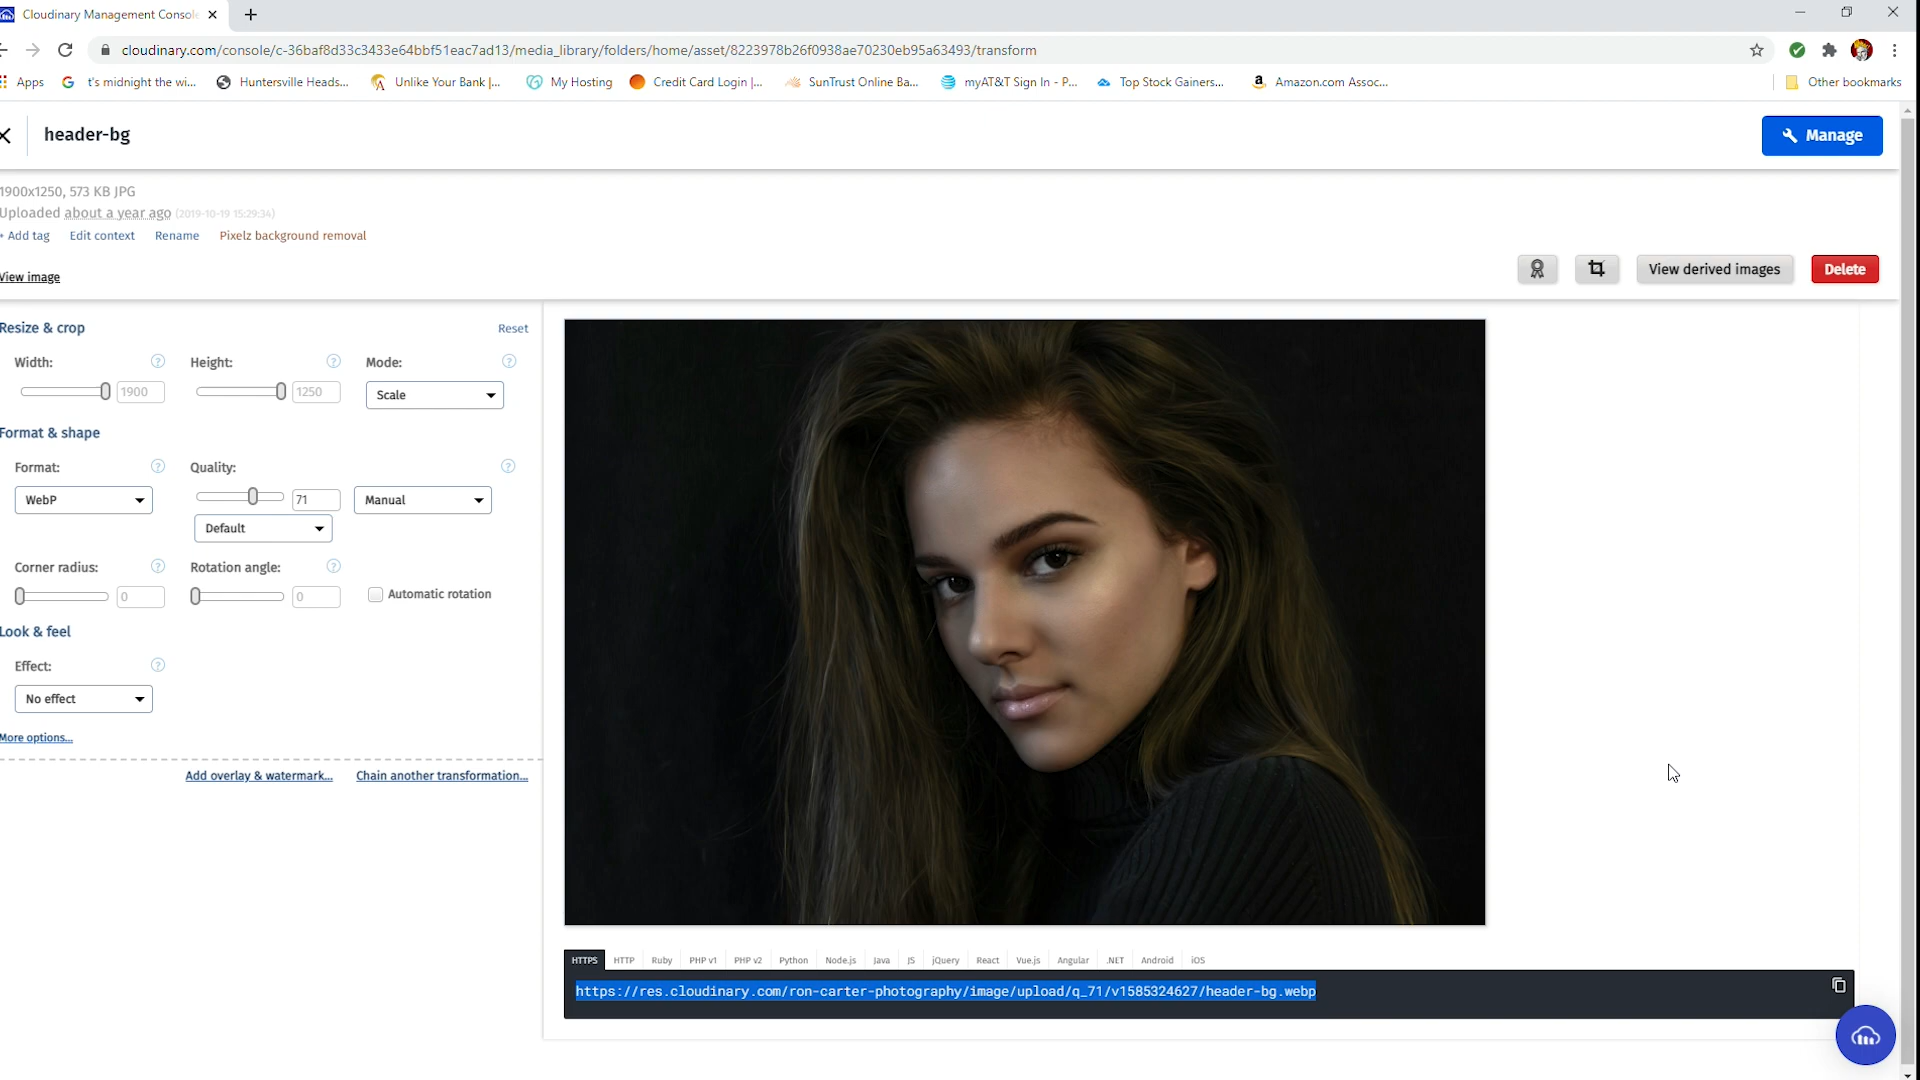 Cloudinary Management Consol
cloudinary.com/console/c-36baf8d33c3433e64bbf51eac7ad13/media_library/folders/home/asset/8223978b26f0938ae70230eb95a63493/transform
Apps t's midnight the wi... Huntersville Heads... Unlike Your Bank |... My Hosting Credit Card Login |... SunTrust Online Ba... myAT&T Sign In - P... Top Stock Gainers... Amazon.com Assoc... Other bookmarks
header-bg
Manage
1900x1250, 573 KB JPG
Uploaded about a year ago (2019-10-19 15:29:34)
+ Add tag Edit context Rename Pixelz background removal
View image
View derived images Delete
Resize & crop Reset
Width: ? Height: ? Mode: ?
1900 1250 Scale
Format & shape
Format: ? Quality: ?
WebP 71 Manual
Default
Corner radius: ? Rotation angle: ?
0 0 Automatic rotation
Look & feel
Effect: ?
No effect
More options...
Add overlay & watermark... Chain another transformation...
HTTPS HTTP Ruby PHP v1 PHP v2 Python Node.js Java JS jQuery React Vue.js Angular .NET Android iOS
https://res.cloudinary.com/ron-carter-photography/image/upload/q_71/v1585324627/header-bg.webp